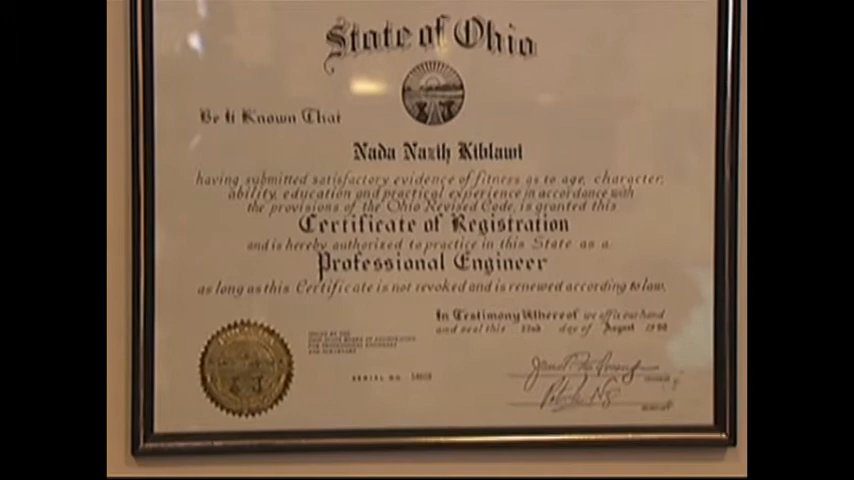 State of Ohio
Be It Known That
Nada Nazih Kiblawi
having submitted satisfactory evidence of fitness as to age, character,
ability, education and practical experience in accordance with
the provisions of the Ohio Revised Code, is granted this
Certificate of Registration
and is hereby authorized to practice in this State as a
Professional Engineer
as long as this Certificate is not revoked and is renewed according to law.
In Testimony Whereof we affix our hand
and seal this 22nd day of August
SERIAL NO.